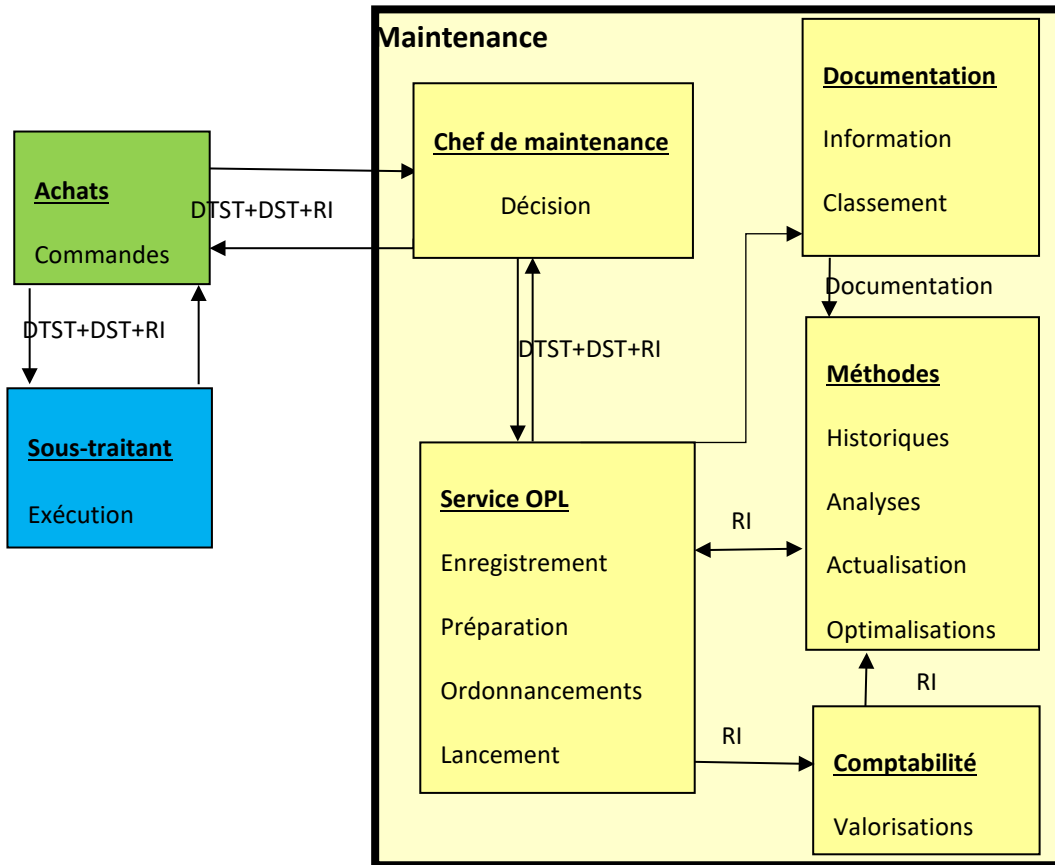 Maintenance
Achats
Commandes
DTST+DST+RI
DTST+DST+RI
Sous-traitant
Exécution
Chef de maintenance
Décision
DTST+DST+RI
Service OPL
Enregistrement
Préparation
Ordonnancements
Lancement
Documentation
Information
Classement
Documentation
Méthodes
Historiques
Analyses
Actualisation
Optimalisations
RI
RI
RI
Comptabilité
Valorisations